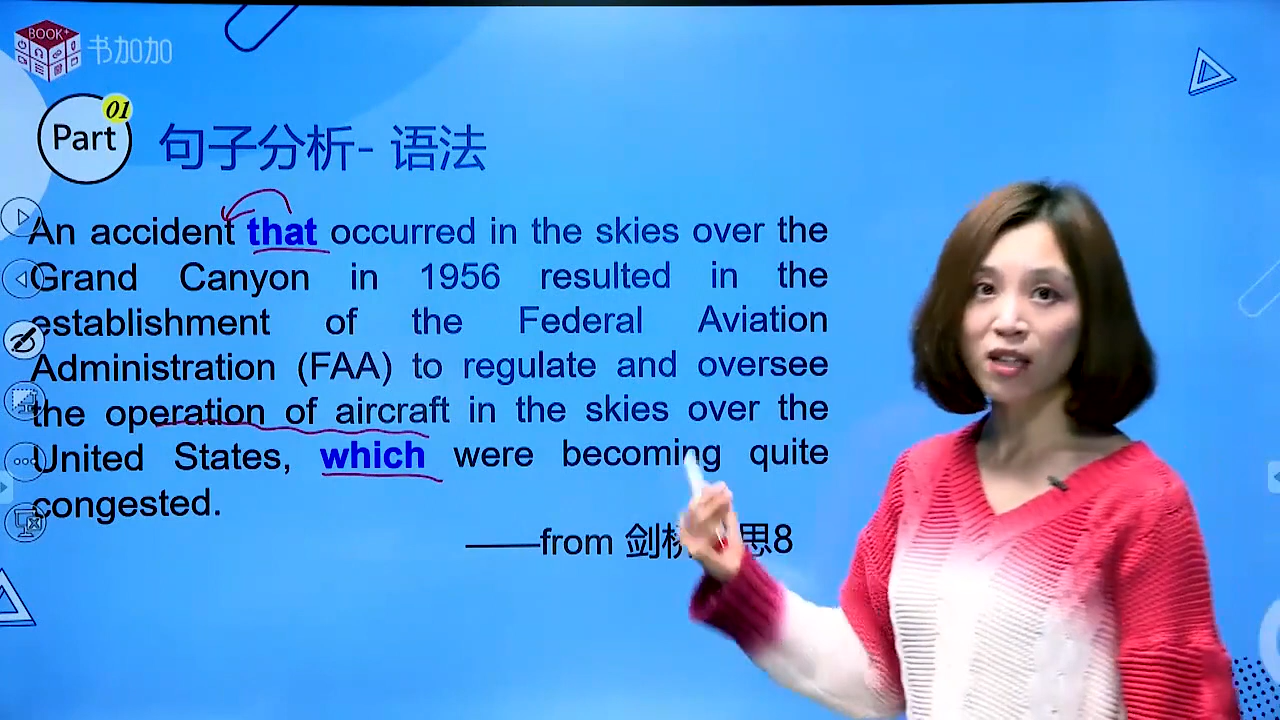 BOOK+
书加加
01
Part
句子分析- 语法
An accident that occurred in the skies over the
Grand Canyon in 1956 resulted in the
establishment of the Federal Aviation
Administration (FAA) to regulate and oversee
the operation of aircraft in the skies over the
United States, which were becoming quite
congested.
——from 剑桥 思8